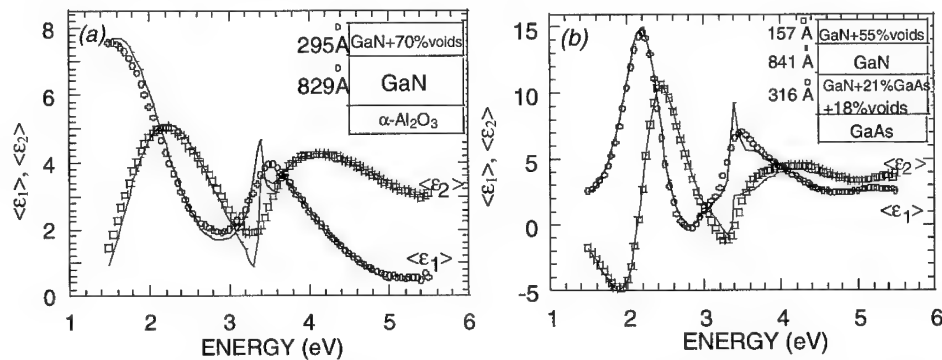 (a)
295Å
GaN+70%voids
829Å
GaN
α-Al₂O₃
<ε₂>
<ε₁>
8
6
4
2
0
<ε₁>, <ε₂>
1 2 3 4 5 6
ENERGY (eV)
(b)
157 Å
GaN+55%voids
841 Å
GaN
316 Å
GaN+21%GaAs
+18%voids
GaAs
<ε₂>
<ε₁>
15
10
5
0
-5
<ε₁>, <ε₂>
1 2 3 4 5 6
ENERGY (eV)